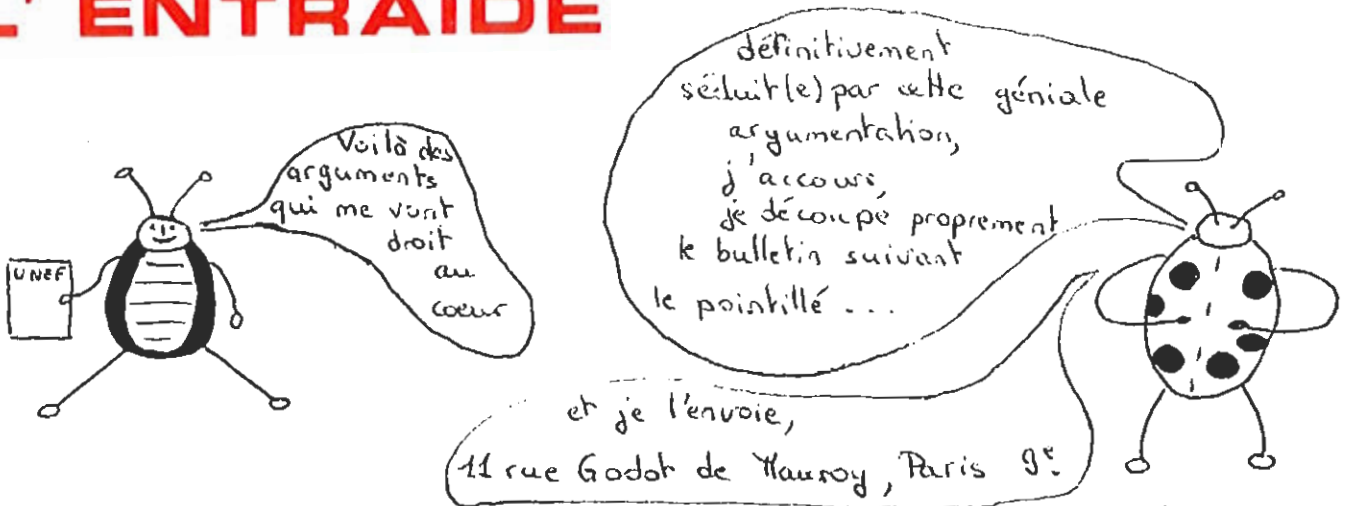 L' ENTRAIDE
Voilà des
arguments
qui me vont
droit
au
coeur
UNEF
définitivement
séduit(e) par cette géniale
argumentation,
j'accours,
je découpe proprement
le bulletin suivant
le pointillé ...
et je l'envoie,
11 rue Godot de Mauroy, Paris 9e.